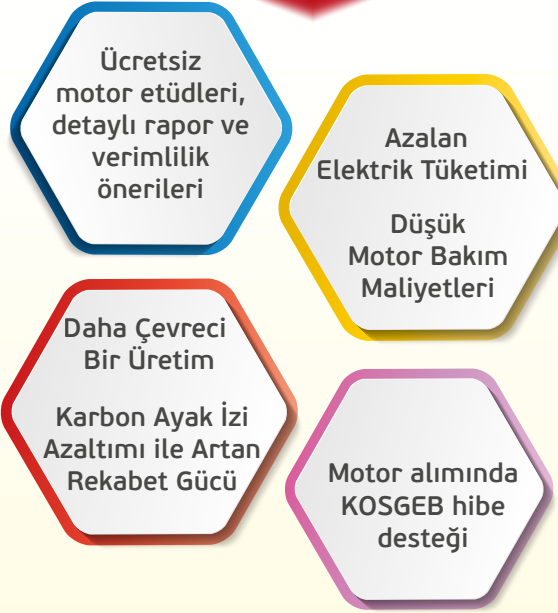 Ücretsiz
motor etüdleri,
detaylı rapor ve
verimlilik
önerileri
Azalan
Elektrik Tüketimi
Düşük
Motor Bakım
Maliyetleri
Daha Çevreci
Bir Üretim
Karbon Ayak İzi
Azaltımı ile Artan
Rekabet Gücü
Motor alımında
KOSGEB hibe
desteği